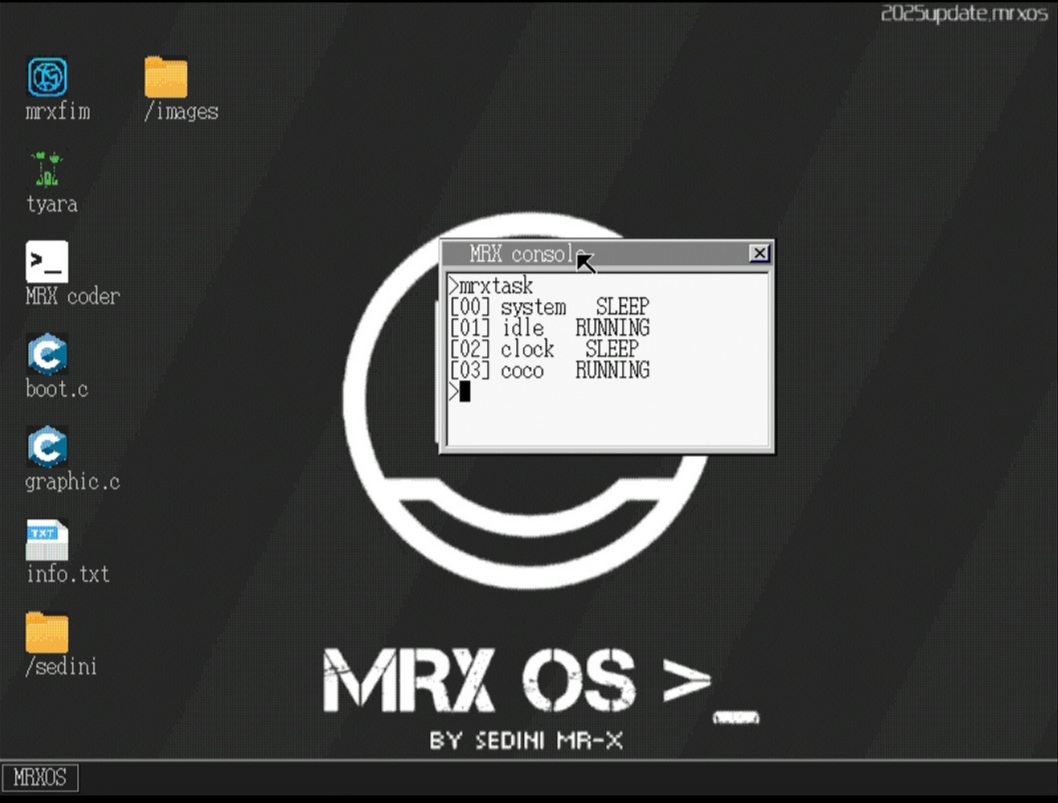 2025update,mrxos
mrxfim
/images
tyara
>_
MRX coder
C
boot.c
C
graphic.c
TXT
info.txt
/sedini
MRX console
>mrxtask
[00] system SLEEP
[01] idle RUNNING
[02] clock SLEEP
[03] coco RUNNING
>
MRX OS >_
BY SEDINI MR-X
MRXOS